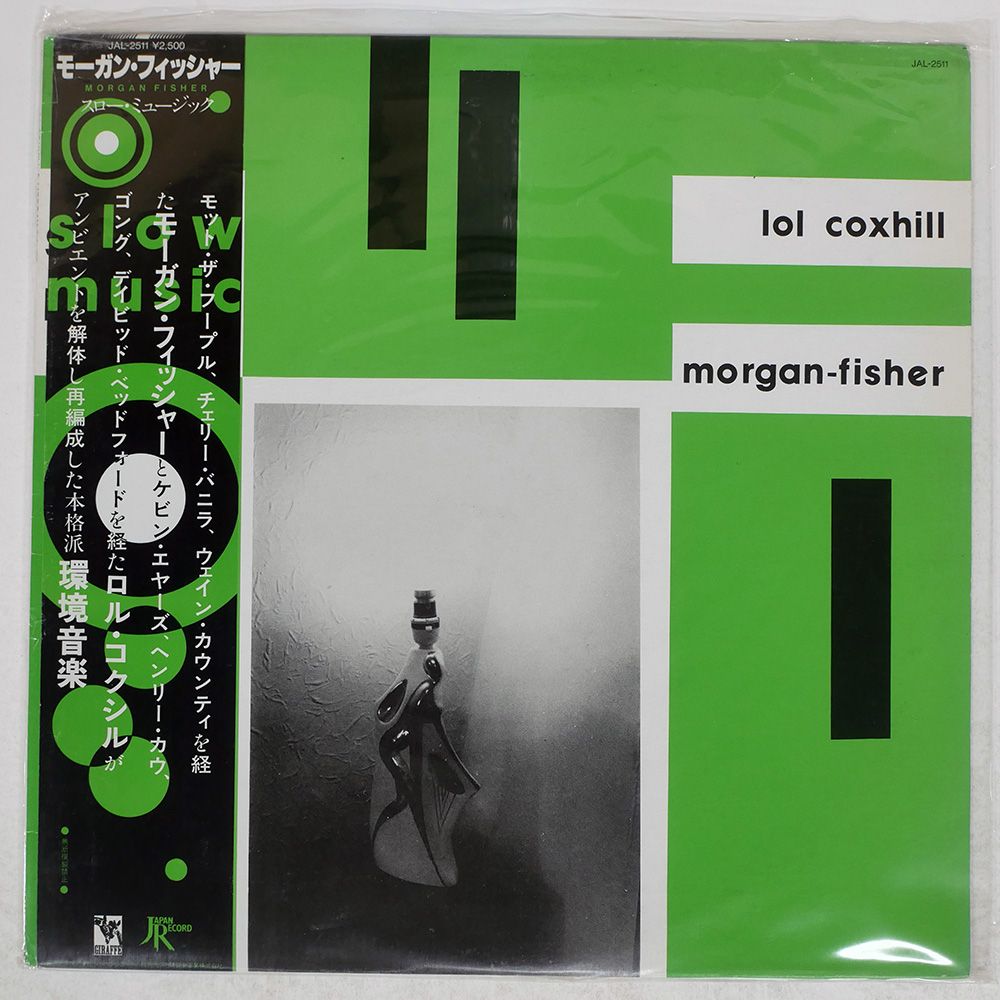 JAL-2511 ¥2,500
モーガン・フィッシャー
MORGAN FISHER
スロー・ミュージック
slow
music
モット・ザ・フープル、チェリー・バニラ、ウェイン・カウンティを経
たモーガン・フィッシャーとケビン・エヤーズ、ヘンリー・カウ、
ゴング、デイビッド・ベッドフォードを経たロル・コクシルが
アンビエントを解体し再編成した本格派環境音楽
GIRAFFE
JAPAN
RECORD
JAL-2511
lol coxhill
morgan-fisher